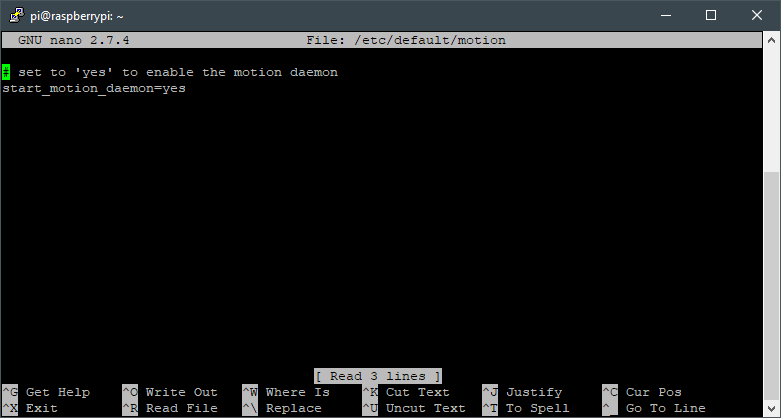 pi@raspberrypi: ~
GNU nano 2.7.4 File: /etc/default/motion
# set to 'yes' to enable the motion daemon
start_motion_daemon=yes
[ Read 3 lines ]
^G Get Help ^O Write Out ^W Where Is ^K Cut Text ^J Justify ^C Cur Pos
^X Exit ^R Read File ^\ Replace ^U Uncut Text ^T To Spell ^_ Go To Line